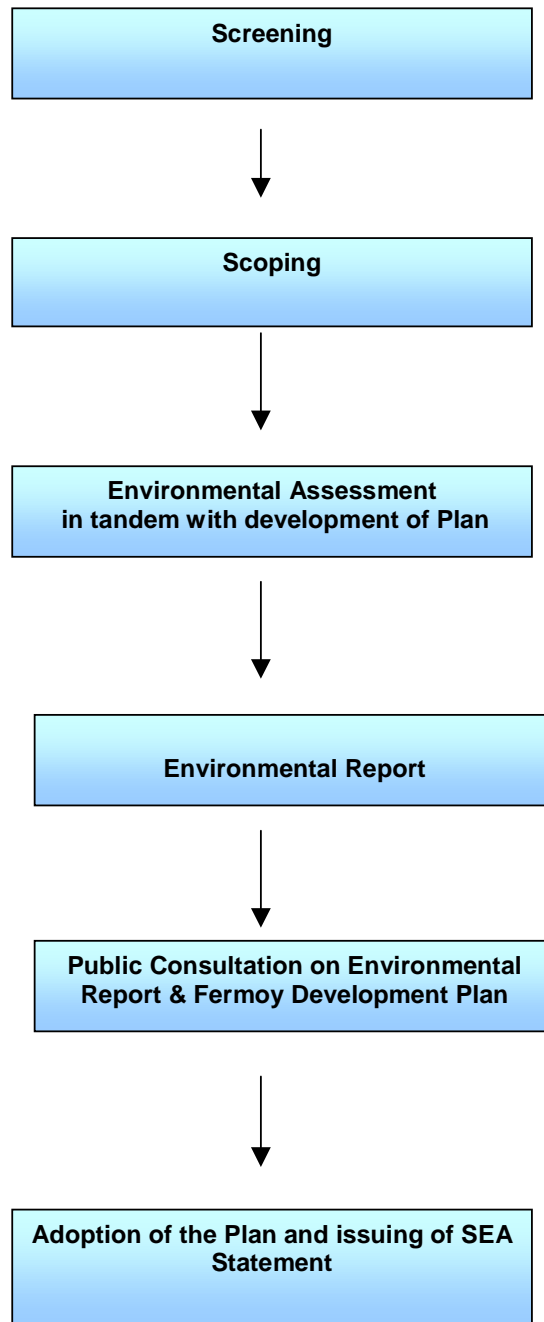 Screening
Scoping
Environmental Assessment
in tandem with development of Plan
Environmental Report
Public Consultation on Environmental
Report & Fermoy Development Plan
Adoption of the Plan and issuing of SEA
Statement